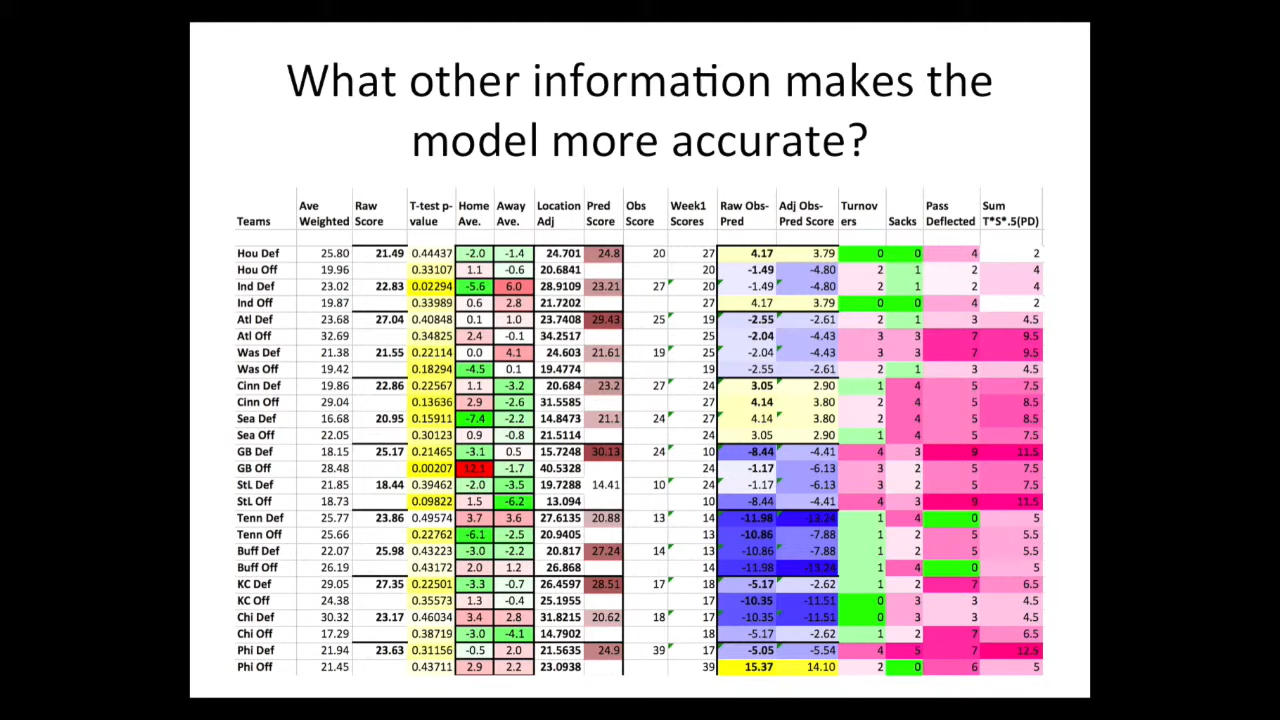 What other information makes the
model more accurate?
Teams Ave Weighted Raw Score T-test p-value Home Ave. Away Ave. Location Adj Pred Score Obs Score Week1 Scores Raw Obs-Pred Adj Obs-Pred Score Turnovers Sacks Pass Deflected Sum T*S*.5(PD)
Hou Def 25.80 21.49 0.44437 -2.0 -1.4 24.701 24.8 20 27 4.17 3.79 0 0 4 2
Hou Off 19.96 0.33107 1.1 -0.6 20.6841 20 -1.49 -4.80 2 1 2 4
Ind Def 23.02 22.83 0.02294 -5.6 6.0 28.9109 23.21 27 20 -1.49 -4.80 2 1 2 4
Ind Off 19.87 0.33989 0.6 2.8 21.7202 27 4.17 3.79 0 0 4 2
Atl Def 23.68 27.04 0.40848 0.1 1.0 23.7408 29.43 25 19 -2.55 -2.61 2 1 3 4.5
Atl Off 32.69 0.34825 2.4 -0.1 34.2517 25 -2.04 -4.43 3 3 7 9.5
Was Def 21.38 21.55 0.22114 0.0 4.1 24.603 21.61 19 25 -2.04 -4.43 3 3 7 9.5
Was Off 19.42 0.18294 -4.5 0.1 19.4774 19 -2.55 -2.61 2 1 3 4.5
Cinn Def 19.86 22.86 0.22567 1.1 -3.2 20.684 23.2 27 24 3.05 2.90 1 4 5 7.5
Cinn Off 29.04 0.13636 2.9 -2.6 31.5585 27 4.14 3.80 2 4 5 8.5
Sea Def 16.68 20.95 0.15911 -7.4 -2.2 14.8473 21.1 24 27 4.14 3.80 2 4 5 8.5
Sea Off 22.05 0.30123 0.9 -0.8 21.5114 24 3.05 2.90 1 4 5 7.5
GB Def 18.15 25.17 0.21465 -3.1 0.5 15.7248 30.13 24 10 -8.44 -4.41 4 3 9 11.5
GB Off 28.48 0.00207 12.1 -1.7 40.5328 24 -1.17 -6.13 3 2 5 7.5
StL Def 21.85 18.44 0.39462 -2.0 -3.5 19.7288 14.41 10 24 -1.17 -6.13 3 2 5 7.5
StL Off 18.73 0.09822 1.5 -6.2 13.094 10 -8.44 -4.41 4 3 9 11.5
Tenn Def 25.77 23.86 0.49574 3.7 3.6 27.6135 20.88 13 14 -11.98 -13.24 1 4 0 5
Tenn Off 25.66 0.22762 -6.1 -2.5 20.9405 13 -10.86 -7.88 1 2 5 5.5
Buff Def 22.07 25.98 0.43223 -3.0 -2.2 20.817 27.24 14 13 -10.86 -7.88 1 2 5 5.5
Buff Off 26.19 0.43172 2.0 1.2 26.868 14 -11.98 -13.24 1 4 0 5
KC Def 29.05 27.35 0.22501 -3.3 -0.7 26.4597 28.51 17 18 -5.17 -2.62 1 2 7 6.5
KC Off 24.38 0.35573 1.3 -0.4 25.1955 17 -10.35 -11.51 0 3 3 4.5
Chi Def 30.32 23.17 0.46034 3.4 2.8 31.8215 20.62 18 17 -10.35 -11.51 0 3 3 4.5
Chi Off 17.29 0.38719 -3.0 -4.1 14.7902 18 -5.17 -2.62 1 2 7 6.5
Phi Def 21.94 23.63 0.31156 -0.5 2.0 21.5635 24.9 39 17 -5.05 -5.54 4 5 7 12.5
Phi Off 21.45 0.43711 2.9 2.2 23.0938 39 15.37 14.10 2 0 6 5